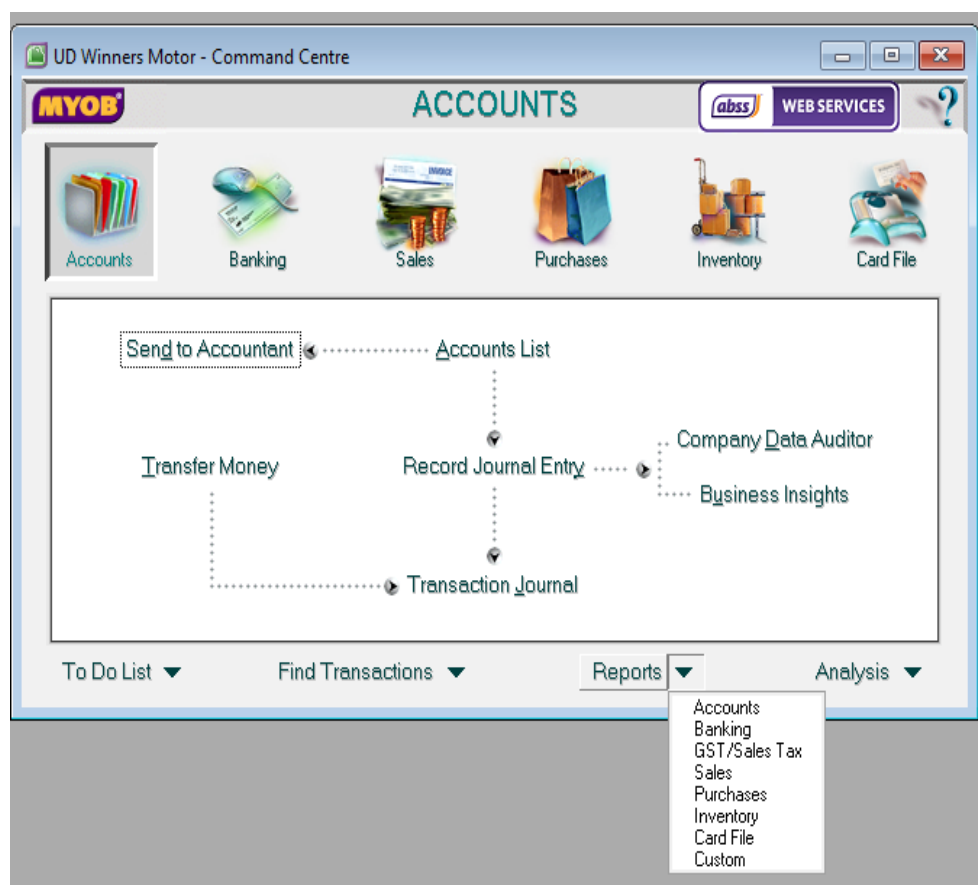 UD Winners Motor - Command Centre
MYOB
ACCOUNTS
abss WEB SERVICES
?
INVOICE
Accounts
Banking
Sales
Purchases
Inventory
Card File
Send to Accountant
Accounts List
Company Data Auditor
Transfer Money
Record Journal Entry
Business Insights
Transaction Journal
To Do List
Find Transactions
Reports
Analysis
Accounts
Banking
GST/Sales Tax
Sales
Purchases
Inventory
Card File
Custom